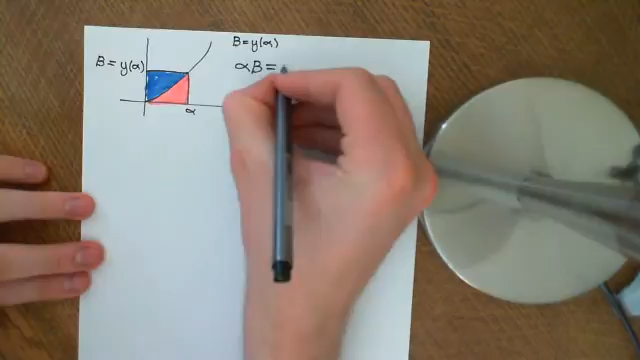 B = y(α)
B = y(α)
αB =
α